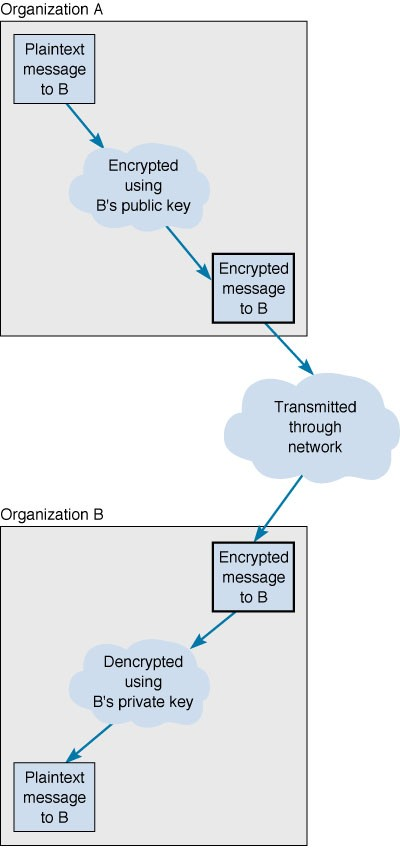 Organization A
Plaintext
message
to B
Encrypted
using
B's public key
Encrypted
message
to B
Transmitted
through
network
Organization B
Encrypted
message
to B
Dencrypted
using
B's private key
Plaintext
message
to B